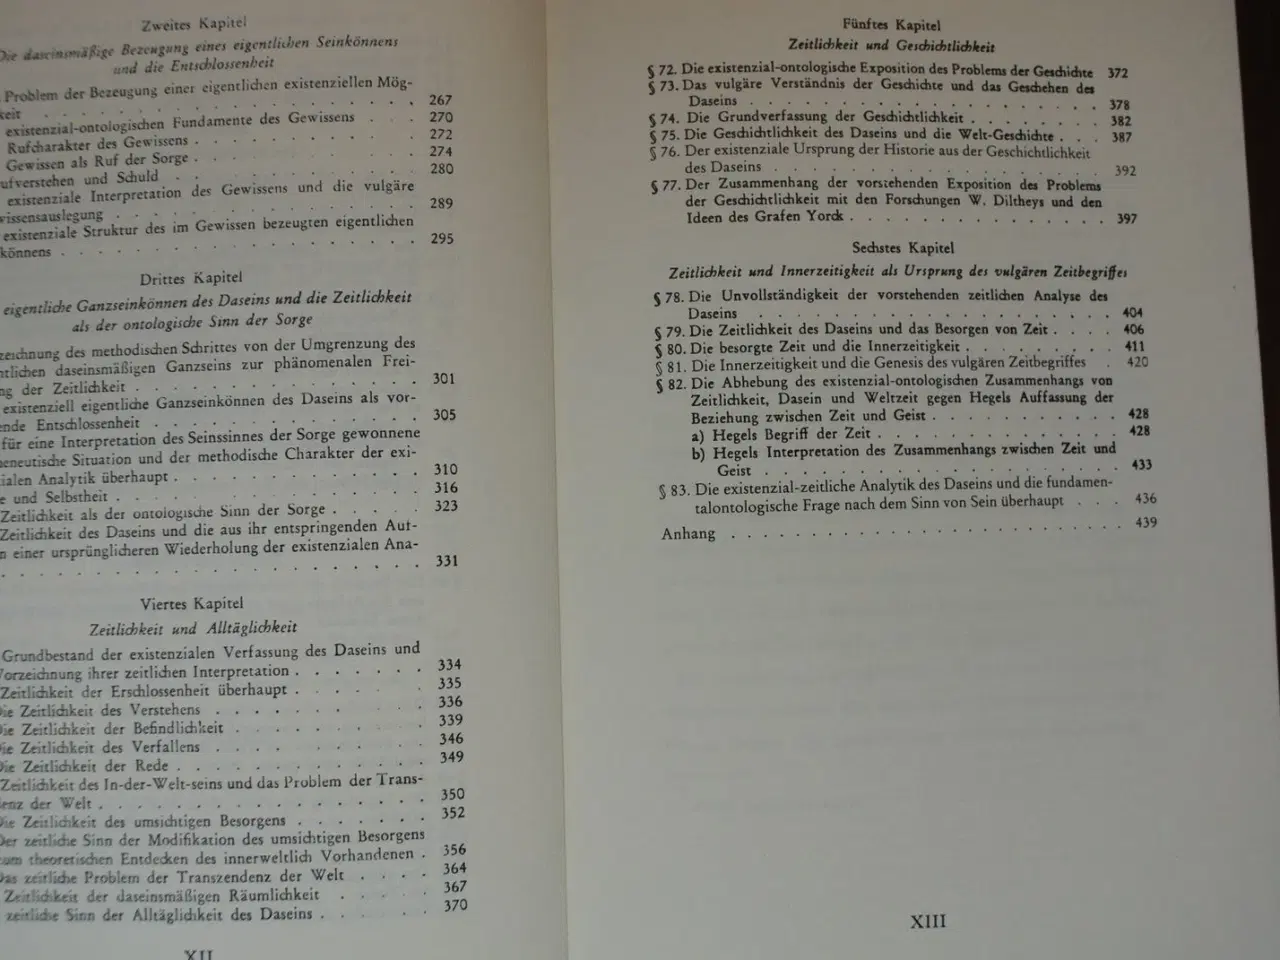 Zweites Kapitel
Die daseinsmäßige Bezeugung eines eigentlichen Seinkönnens
und die Entschlossenheit
Problem der Bezeugung einer eigentlichen existenziellen Mög-
keit . . . . . . . . . . . . . . . . . . 267
existenzial-ontologischen Fundamente des Gewissens . . . 270
Rufcharakter des Gewissens . . . . . . . . . . . 272
Gewissen als Ruf der Sorge . . . . . . . . . . . 274
ufverstehen und Schuld . . . . . . . . . . . . 280
existenziale Interpretation des Gewissens und die vulgäre
wissensauslegung . . . . . . . . . . . . . . 289
existenziale Struktur des im Gewissen bezeugten eigentlichen
könnens . . . . . . . . . . . . . . . . . 295
Drittes Kapitel
eigentliche Ganzseinkönnen des Daseins und die Zeitlichkeit
als der ontologische Sinn der Sorge
zeichnung des methodischen Schrittes von der Umgrenzung des
ntlichen daseinsmäßigen Ganzseins zur phänomenalen Frei-
ng der Zeitlichkeit . . . . . . . . . . . . . . 301
existenziell eigentliche Ganzseinkönnen des Daseins als vor-
ende Entschlossenheit . . . . . . . . . . . . . 305
für eine Interpretation des Seinssinnes der Sorge gewonnene
neneutische Situation und der methodische Charakter der exi-
zialen Analytik überhaupt . . . . . . . . . . . . 310
e und Selbstheit . . . . . . . . . . . . . . . 316
Zeitlichkeit als der ontologische Sinn der Sorge . . . . . 323
Zeitlichkeit des Daseins und die aus ihr entspringenden Auf-
n einer ursprünglicheren Wiederholung der existenzialen Ana-
. . . . . . . . . . . . . . . . . . . . 331
Viertes Kapitel
Zeitlichkeit und Alltäglichkeit
Grundbestand der existenzialen Verfassung des Daseins und
Vorzeichnung ihrer zeitlichen Interpretation . . . . . . . 334
Zeitlichkeit der Erschlossenheit überhaupt . . . . . . 335
Die Zeitlichkeit des Verstehens . . . . . . . . . 336
Die Zeitlichkeit der Befindlichkeit . . . . . . . . 339
Die Zeitlichkeit des Verfallens . . . . . . . . . 346
Die Zeitlichkeit der Rede . . . . . . . . . . . 349
Zeitlichkeit des In-der-Welt-seins und das Problem der Trans-
enz der Welt . . . . . . . . . . . . . . . . 350
Die Zeitlichkeit des umsichtigen Besorgens . . . . . . . 352
Der zeitliche Sinn der Modifikation des umsichtigen Besorgens
zum theoretischen Entdecken des innerweltlich Vorhandenen . 356
Das zeitliche Problem der Transzendenz der Welt . . . . 364
Zeitlichkeit der daseinsmäßigen Räumlichkeit . . . . . 367
zeitliche Sinn der Alltäglichkeit des Daseins . . . . . . 370
XII
Fünftes Kapitel
Zeitlichkeit und Geschichtlichkeit
§ 72. Die existenzial-ontologische Exposition des Problems der Geschichte 372
§ 73. Das vulgäre Verständnis der Geschichte und das Geschehen des
Daseins . . . . . . . . . . . . . . . . . . 378
§ 74. Die Grundverfassung der Geschichtlichkeit . . . . . . . 382
§ 75. Die Geschichtlichkeit des Daseins und die Welt-Geschichte . . . 387
§ 76. Der existenziale Ursprung der Historie aus der Geschichtlichkeit
des Daseins . . . . . . . . . . . . . . . . . 392
§ 77. Der Zusammenhang der vorstehenden Exposition des Problems
der Geschichtlichkeit mit den Forschungen W. Diltheys und den
Ideen des Grafen Yorck . . . . . . . . . . . . . 397
Sechstes Kapitel
Zeitlichkeit und Innerzeitigkeit als Ursprung des vulgären Zeitbegriffes
§ 78. Die Unvollständigkeit der vorstehenden zeitlichen Analyse des
Daseins . . . . . . . . . . . . . . . . . . 404
§ 79. Die Zeitlichkeit des Daseins und das Besorgen von Zeit . . . . 406
§ 80. Die besorgte Zeit und die Innerzeitigkeit . . . . . . . . 411
§ 81. Die Innerzeitigkeit und die Genesis des vulgären Zeitbegriffes . 420
§ 82. Die Abhebung des existenzial-ontologischen Zusammenhangs von
Zeitlichkeit, Dasein und Weltzeit gegen Hegels Auffassung der
Beziehung zwischen Zeit und Geist . . . . . . . . . . 428
a) Hegels Begriff der Zeit . . . . . . . . . . . . 428
b) Hegels Interpretation des Zusammenhangs zwischen Zeit und
Geist . . . . . . . . . . . . . . . . . . 433
§ 83. Die existenzial-zeitliche Analytik des Daseins und die fundamen-
talontologische Frage nach dem Sinn von Sein überhaupt . . . 436
Anhang . . . . . . . . . . . . . . . . . . . 439
XIII